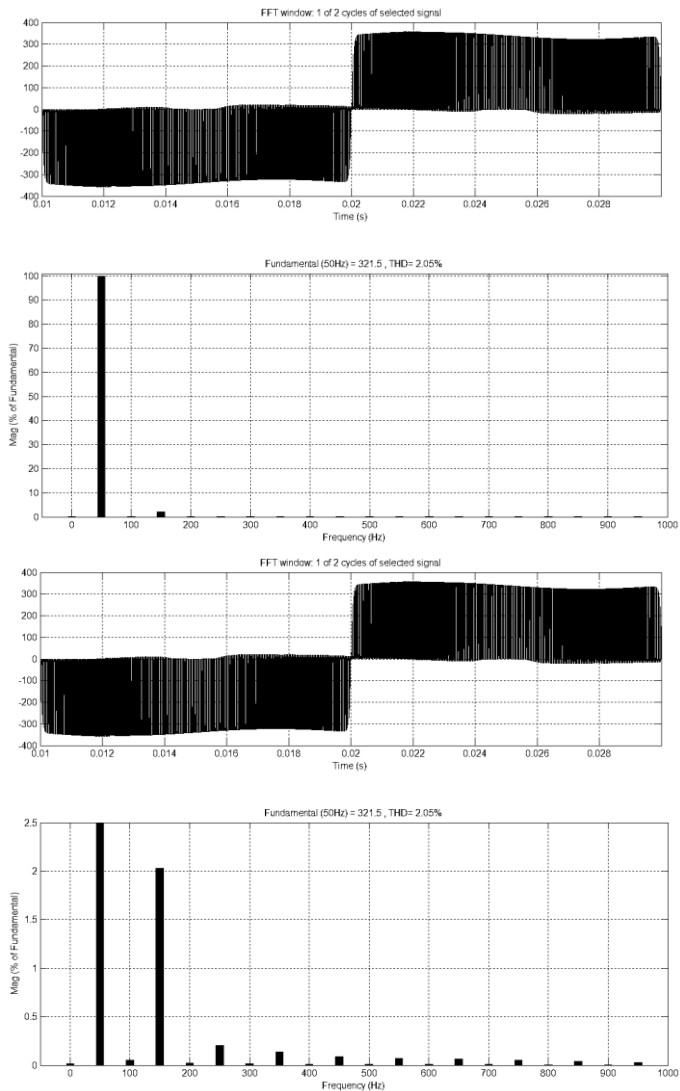 FFT window: 1 of 2 cycles of selected signal
400
300
200
100
0
-100
-200
-300
-400
0.01 0.012 0.014 0.016 0.018 0.02 0.022 0.024 0.026 0.028
Time (s)
Fundamental (50Hz) = 321.5 , THD= 2.05%
Mag (% of Fundamental)
100
90
80
70
60
50
40
30
20
10
0
0 100 200 300 400 500 600 700 800 900 1000
Frequency (Hz)
FFT window: 1 of 2 cycles of selected signal
400
300
200
100
0
-100
-200
-300
-400
0.01 0.012 0.014 0.016 0.018 0.02 0.022 0.024 0.026 0.028
Time (s)
Fundamental (50Hz) = 321.5 , THD= 2.05%
Mag (% of Fundamental)
2.5
2
1.5
1
0.5
0
0 100 200 300 400 500 600 700 800 900 1000
Frequency (Hz)